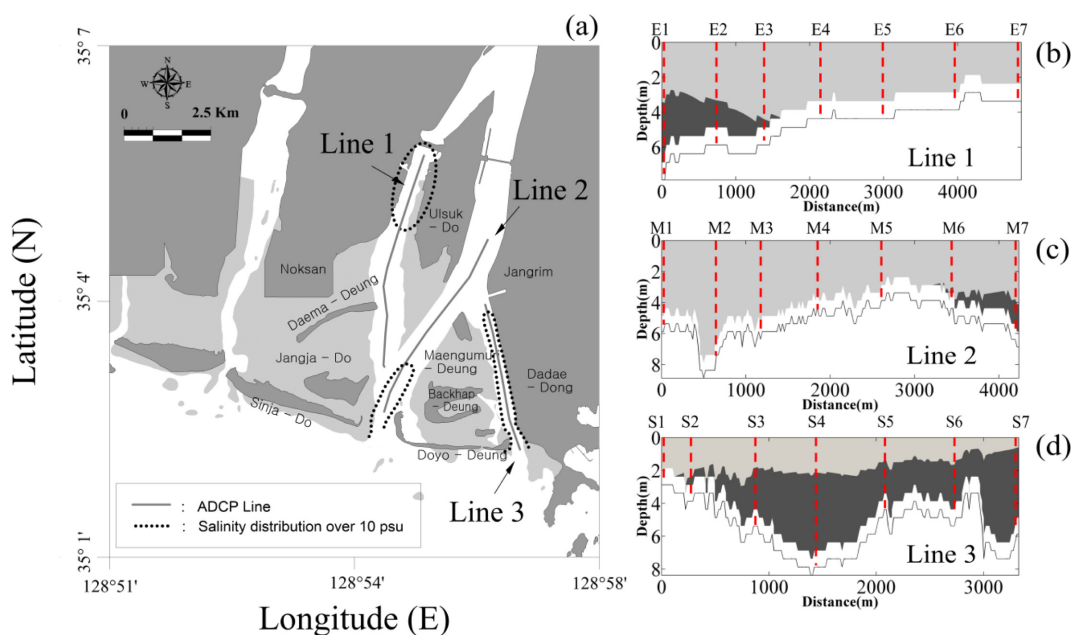 (a)
35° 7'
35° 4'
35° 1'
Latitude (N)
N
W E
S
0 2.5 Km
Line 1
Line 2
Ulsuk
- Do
Noksan
Jangrim
Daema - Deung
Jangja - Do
Maengumul
- Deung
Backhap
- Deung
Dadae
- Dong
Sinja - Do
Doyo - Deung
Line 3
: ADCP Line
: Salinity distribution over 10 psu
128°51' 128°54' 128°58'
Longitude (E)
E1 E2 E3 E4 E5 E6 E7
(b)
Depth(m)
0
2
4
6
Line 1
0 1000 2000 3000 4000
Distance(m)
M1 M2 M3 M4 M5 M6 M7
(c)
Depth(m)
0
2
4
6
8
Line 2
0 1000 2000 3000 4000
Distance(m)
S1 S2 S3 S4 S5 S6 S7
(d)
Depth(m)
0
2
4
6
8
Line 3
0 1000 2000 3000
Distance(m)